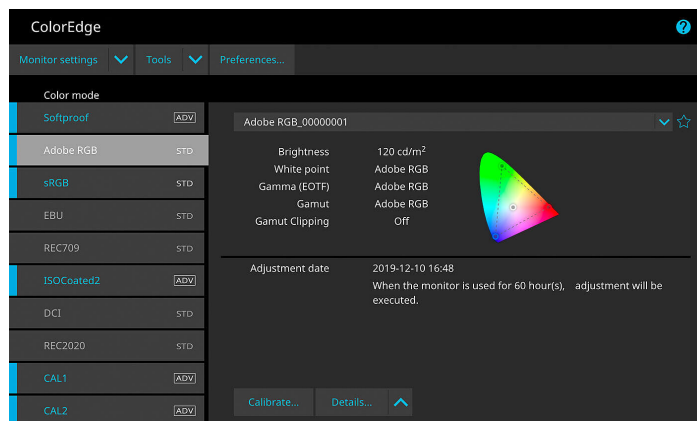 ColorEdge
?
Monitor settings Tools Preferences...
Color mode
Softproof ADV
Adobe RGB STD
sRGB STD
EBU STD
REC709 STD
ISOCoated2 ADV
DCI STD
REC2020 STD
CAL1 ADV
CAL2 ADV
Adobe RGB_00000001
Brightness 120 cd/m²
White point Adobe RGB
Gamma (EOTF) Adobe RGB
Gamut Adobe RGB
Gamut Clipping Off
Adjustment date 2019-12-10 16:48
When the monitor is used for 60 hour(s), adjustment will be
executed.
Calibrate... Details...